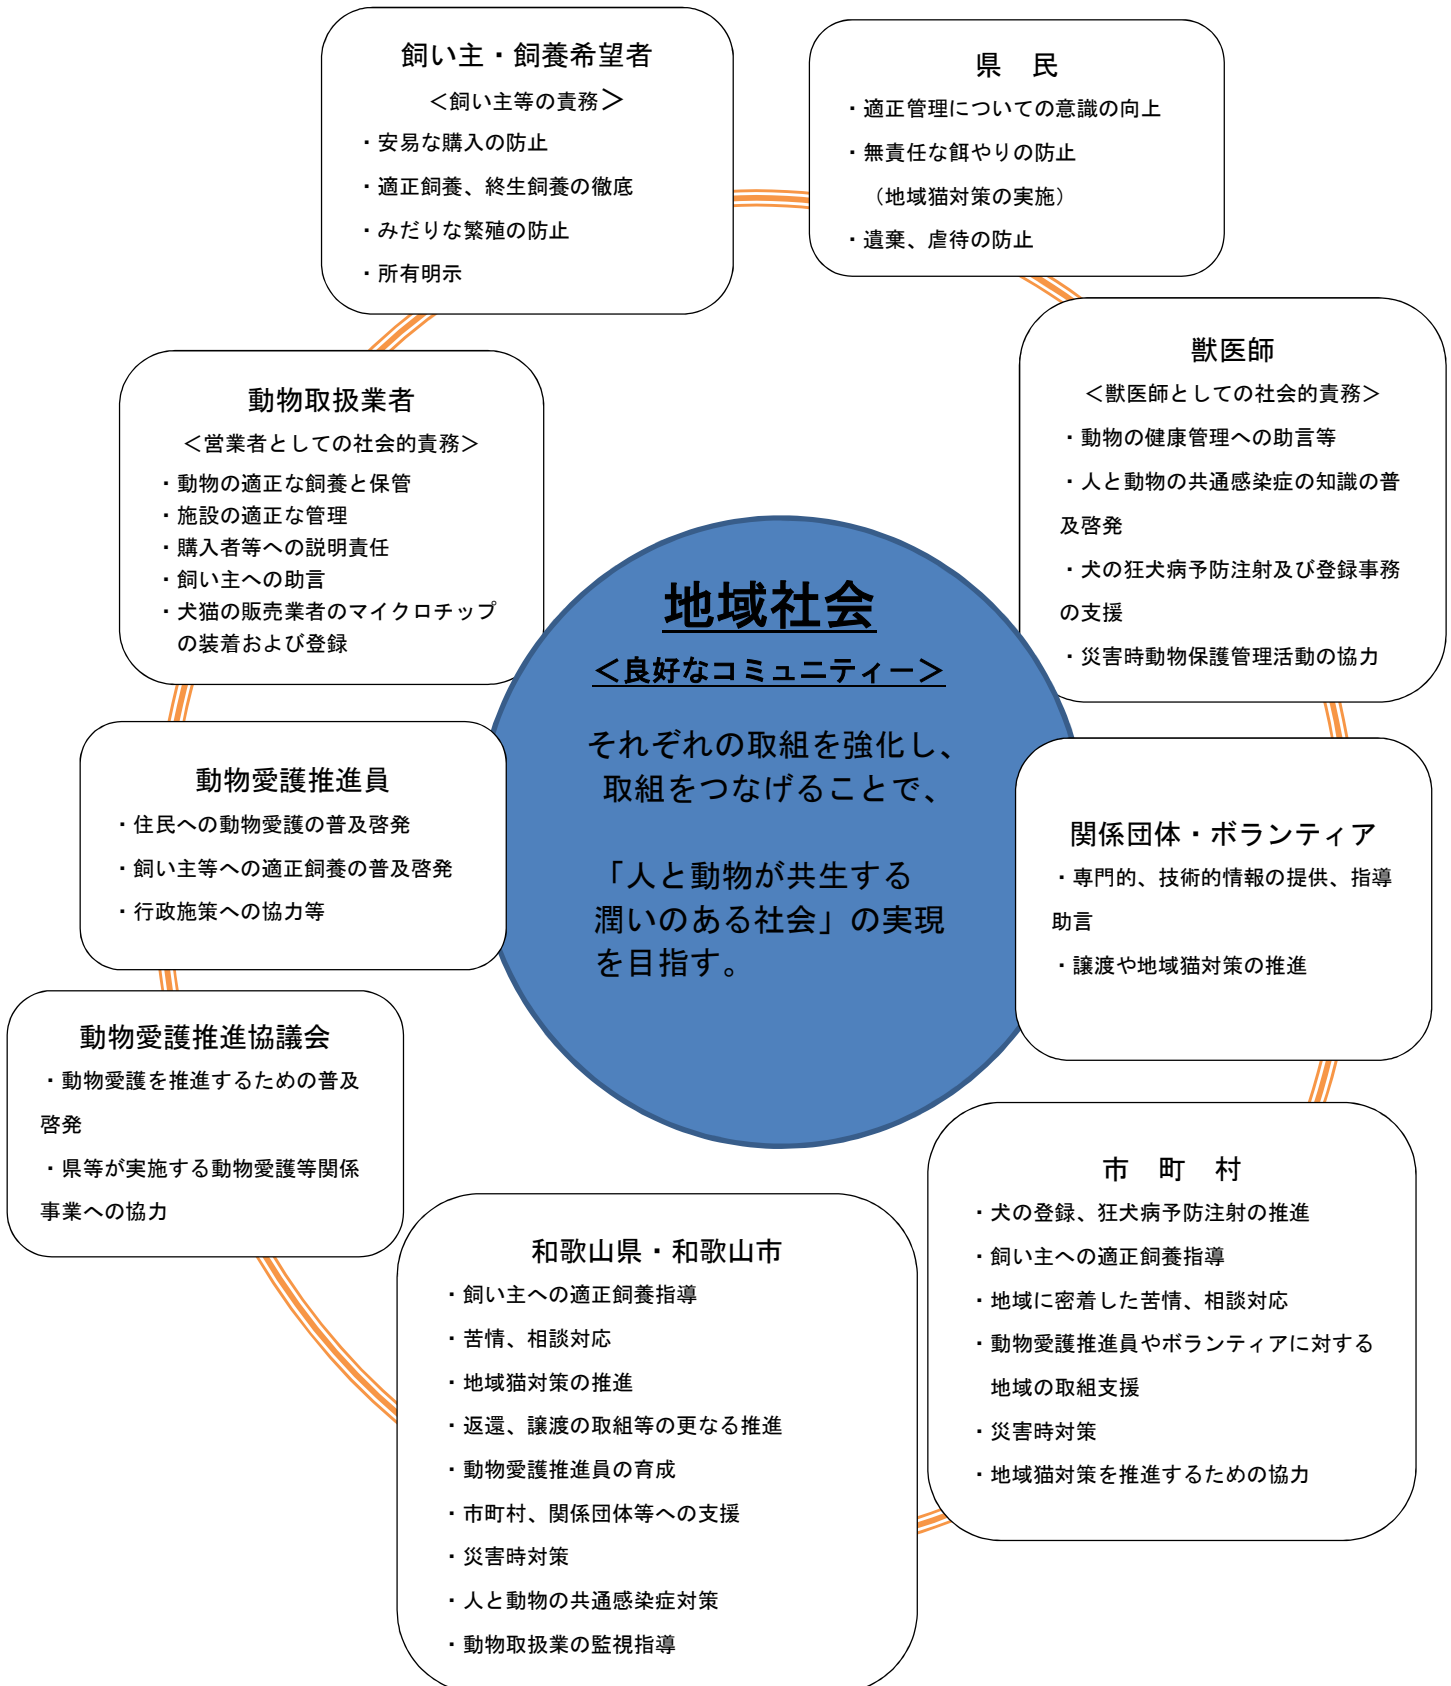 飼い主・飼養希望者
＜飼い主等の責務＞
・安易な購入の防止
・適正飼養、終生飼養の徹底
・みだりな繁殖の防止
・所有明示
県　民
・適正管理についての意識の向上
・無責任な餌やりの防止
（地域猫対策の実施）
・遺棄、虐待の防止
獣医師
＜獣医師としての社会的責務＞
・動物の健康管理への助言等
・人と動物の共通感染症の知識の普
及啓発
・犬の狂犬病予防注射及び登録事務
の支援
・災害時動物保護管理活動の協力
動物取扱業者
＜営業者としての社会的責務＞
・動物の適正な飼養と保管
・施設の適正な管理
・購入者等への説明責任
・飼い主への助言
・犬猫の販売業者のマイクロチップ
の装着および登録
地域社会
＜良好なコミュニティー＞
それぞれの取組を強化し、
取組をつなげることで、
「人と動物が共生する
潤いのある社会」の実現
を目指す。
動物愛護推進員
・住民への動物愛護の普及啓発
・飼い主等への適正飼養の普及啓発
・行政施策への協力等
関係団体・ボランティア
・専門的、技術的情報の提供、指導
助言
・譲渡や地域猫対策の推進
動物愛護推進協議会
・動物愛護を推進するための普及
啓発
・県等が実施する動物愛護等関係
事業への協力
市　町　村
・犬の登録、狂犬病予防注射の推進
・飼い主への適正飼養指導
・地域に密着した苦情、相談対応
・動物愛護推進員やボランティアに対する
地域の取組支援
・災害時対策
・地域猫対策を推進するための協力
和歌山県・和歌山市
・飼い主への適正飼養指導
・苦情、相談対応
・地域猫対策の推進
・返還、譲渡の取組等の更なる推進
・動物愛護推進員の育成
・市町村、関係団体等への支援
・災害時対策
・人と動物の共通感染症対策
・動物取扱業の監視指導